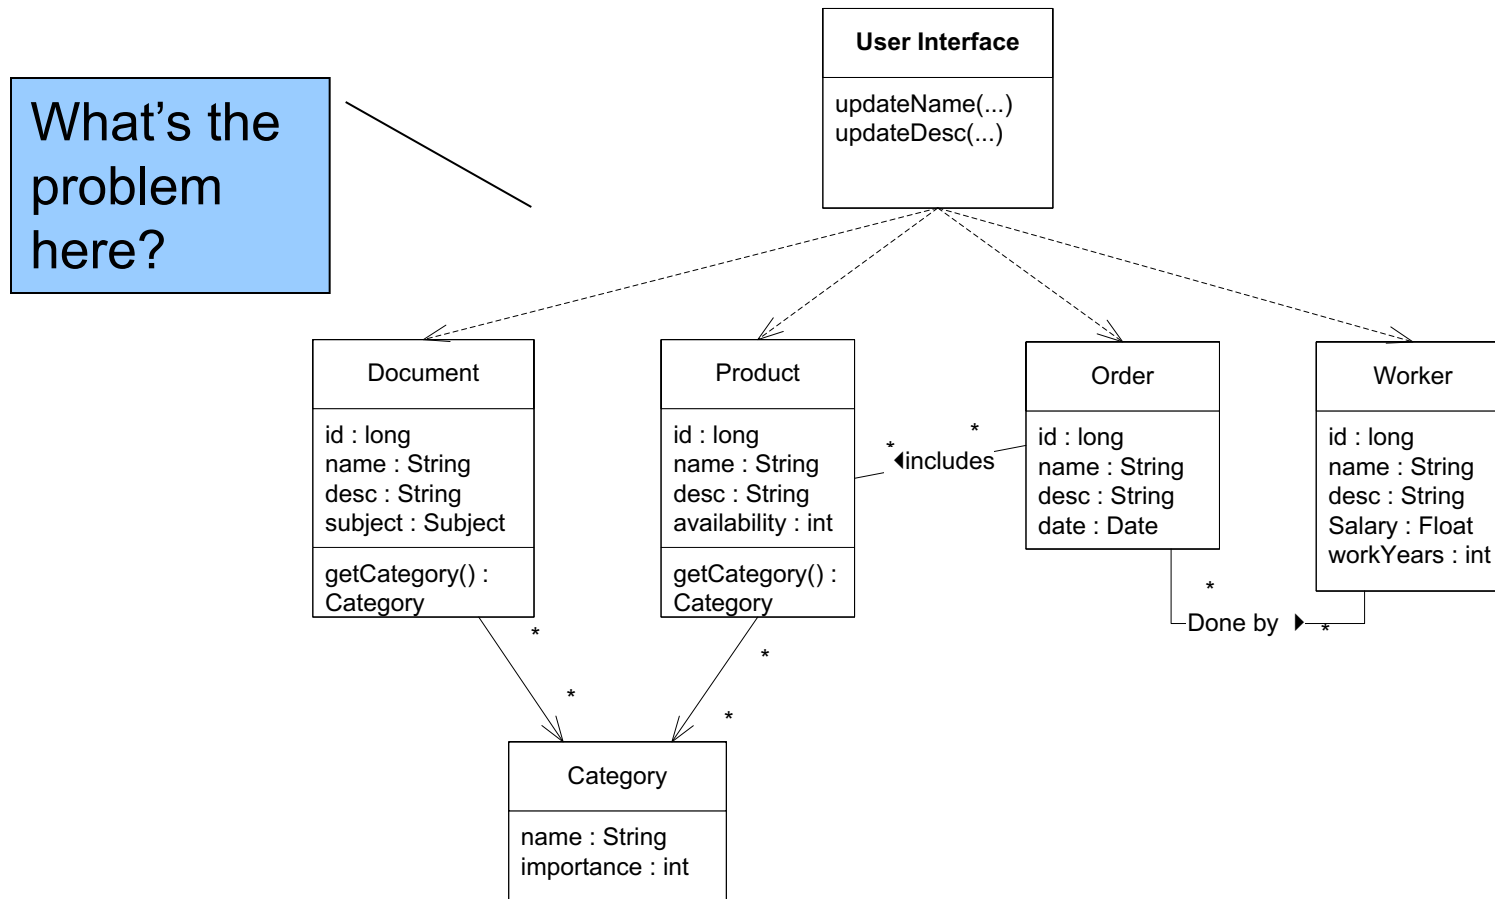 What's the
problem
here?
User Interface
updateName(...)
updateDesc(...)
Document
id : long
name : String
desc : String
subject : Subject
getCategory() :
Category
Product
id : long
name : String
desc : String
availability : int
getCategory() :
Category
*
*
includes
Order
id : long
name : String
desc : String
date : Date
Worker
id : long
name : String
desc : String
Salary : Float
workYears : int
*
Done by
*
*
*
*
*
Category
name : String
importance : int